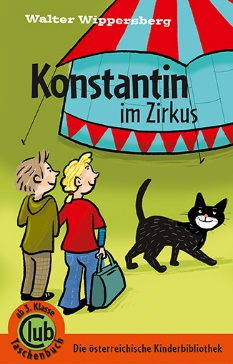 Walter Wippersberg
Konstantin
im Zirkus
ab 3. Klasse
Club
Taschenbuch
Die österreichische Kinderbibliothek